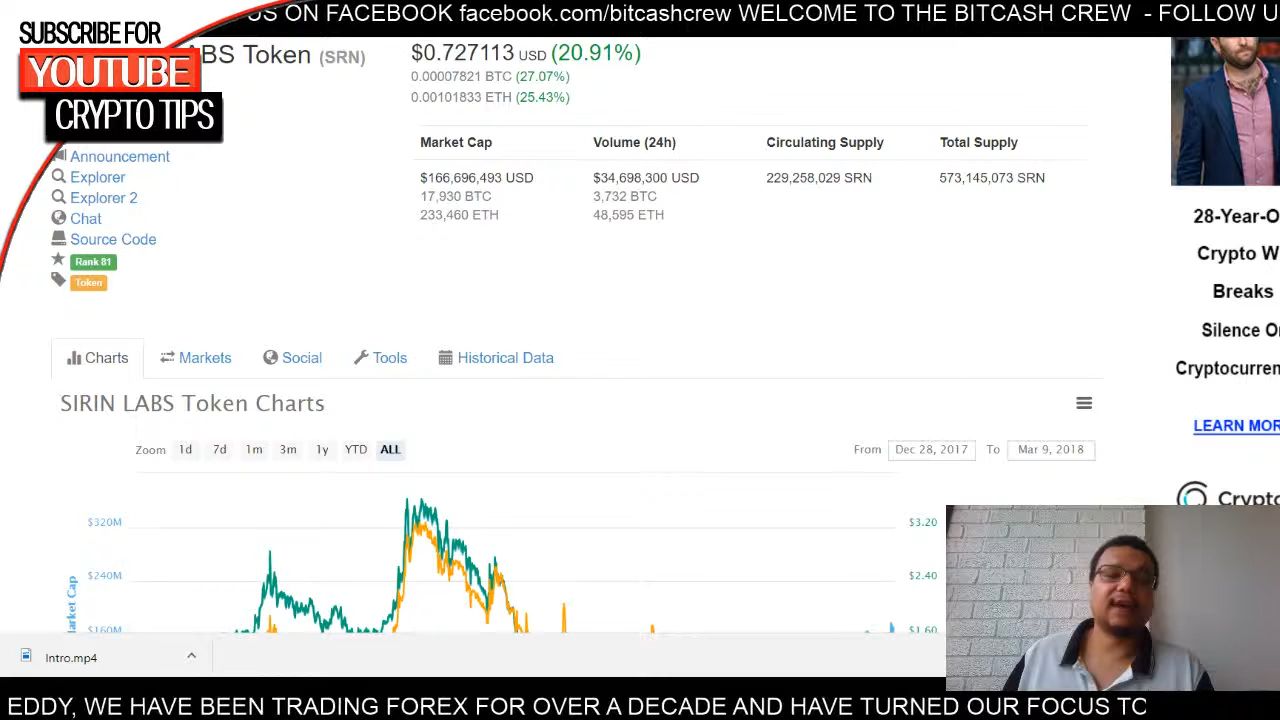 US ON FACEBOOK facebook.com/bitcashcrew WELCOME TO THE BITCASH CREW - FOLLOW U
SUBSCRIBE FOR
YOUTUBE
CRYPTO TIPS
BS Token (SRN)
$0.727113 USD (20.91%)
0.00007821 BTC (27.07%)
0.00101833 ETH (25.43%)
Market Cap Volume (24h) Circulating Supply Total Supply
$166,696,493 USD $34,698,300 USD 229,258,029 SRN 573,145,073 SRN
17,930 BTC 3,732 BTC
233,460 ETH 48,595 ETH
Announcement
Explorer
Explorer 2
Chat
Source Code
Rank 81
Token
28-Year-O
Crypto W
Breaks
Silence O
Cryptocurren
LEARN MOR
Crypto
Charts Markets Social Tools Historical Data
SIRIN LABS Token Charts
Zoom 1d 7d 1m 3m 1y YTD ALL From Dec 28, 2017 To Mar 9, 2018
$320M $3.20
$240M $2.40
$160M $1.60
Market Cap
Intro.mp4
EDDY, WE HAVE BEEN TRADING FOREX FOR OVER A DECADE AND HAVE TURNED OUR FOCUS TO